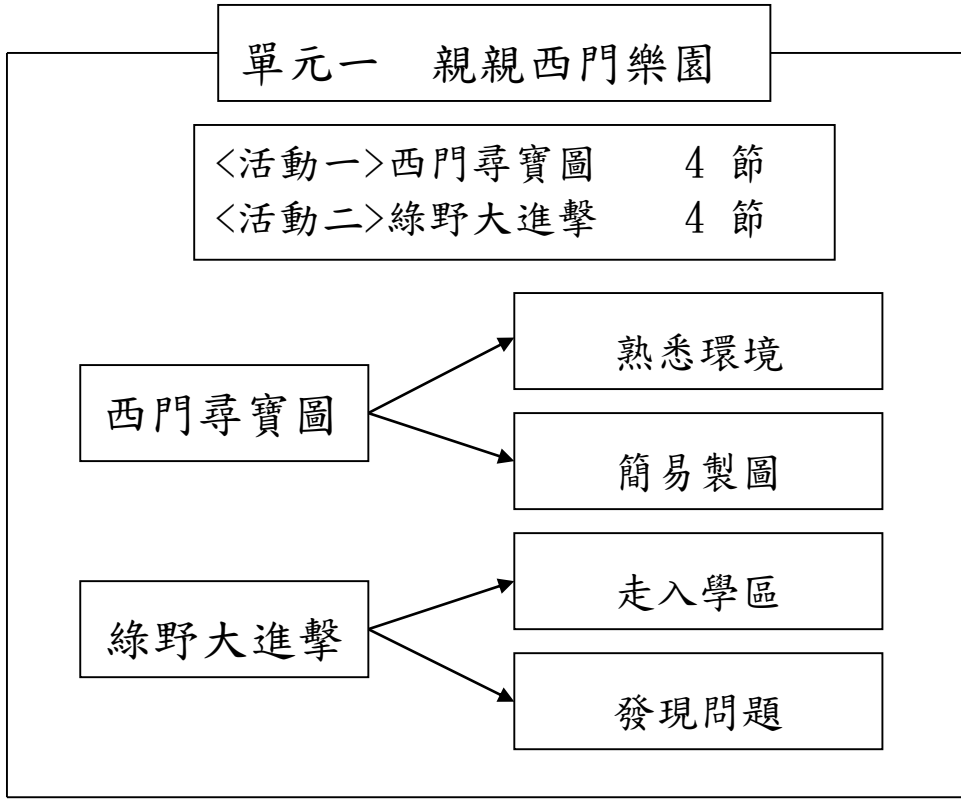 單元一　親親西門樂園
<活動一>西門尋寶圖　　4 節
<活動二>綠野大進擊　　4 節
西門尋寶圖
熟悉環境
簡易製圖
綠野大進擊
走入學區
發現問題